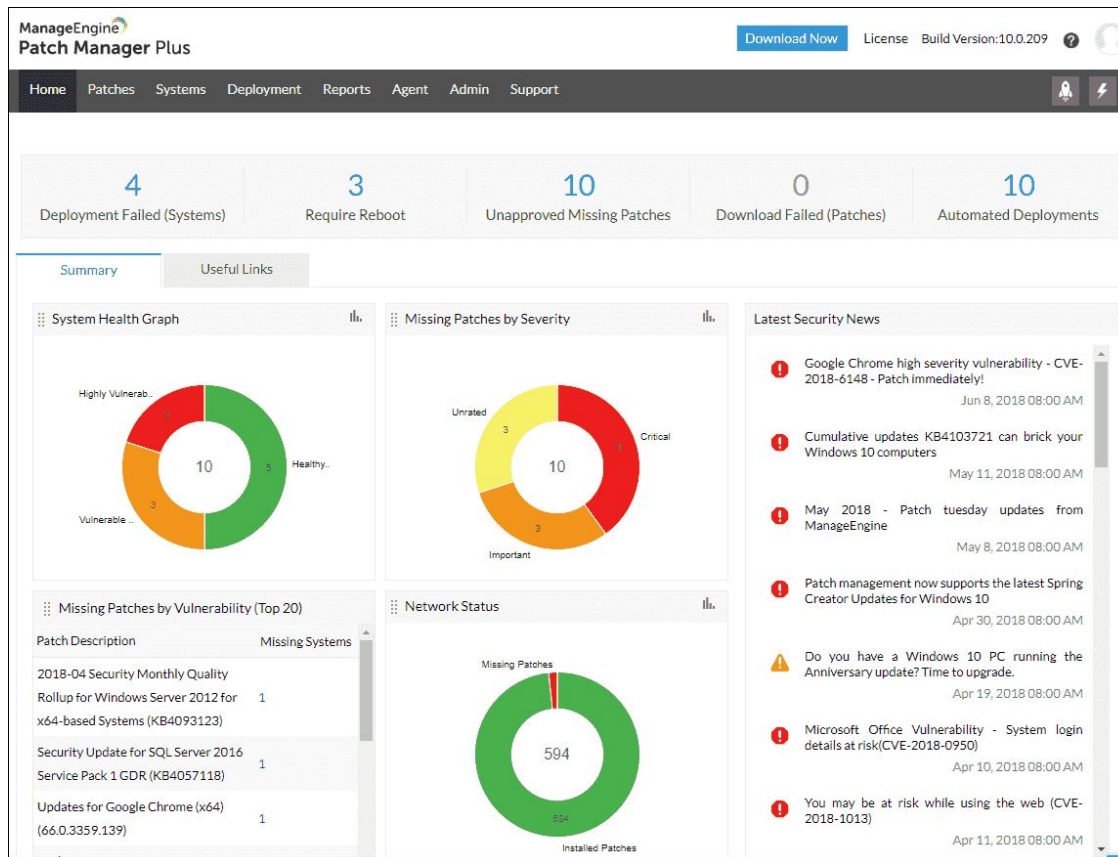 ManageEngine
Patch Manager Plus
Download Now
License
Build Version:10.0.209
Home
Patches
Systems
Deployment
Reports
Agent
Admin
Support
4
Deployment Failed (Systems)
3
Require Reboot
10
Unapproved Missing Patches
0
Download Failed (Patches)
10
Automated Deployments
Summary
Useful Links
System Health Graph
Highly Vulnerab..
10
5
Healthy..
3
Vulnerable ..
Missing Patches by Severity
Unrated
3
Critical
10
3
Important
Latest Security News
Google Chrome high severity vulnerability - CVE-
2018-6148 - Patch immediately!
Jun 8, 2018 08:00 AM
Cumulative updates KB4103721 can brick your
Windows 10 computers
May 11, 2018 08:00 AM
May 2018 - Patch tuesday updates from
ManageEngine
May 8, 2018 08:00 AM
Patch management now supports the latest Spring
Creator Updates for Windows 10
Apr 30, 2018 08:00 AM
Do you have a Windows 10 PC running the
Anniversary update? Time to upgrade.
Apr 19, 2018 08:00 AM
Microsoft Office Vulnerability - System login
details at risk(CVE-2018-0950)
Apr 10, 2018 08:00 AM
You may be at risk while using the web (CVE-
2018-1013)
Apr 11, 2018 08:00 AM
Missing Patches by Vulnerability (Top 20)
Patch Description
Missing Systems
2018-04 Security Monthly Quality
Rollup for Windows Server 2012 for
x64-based Systems (KB4093123)
1
Security Update for SQL Server 2016
Service Pack 1 GDR (KB4057118)
1
Updates for Google Chrome (x64)
(66.0.3359.139)
1
Network Status
Missing Patches
594
Installed Patches